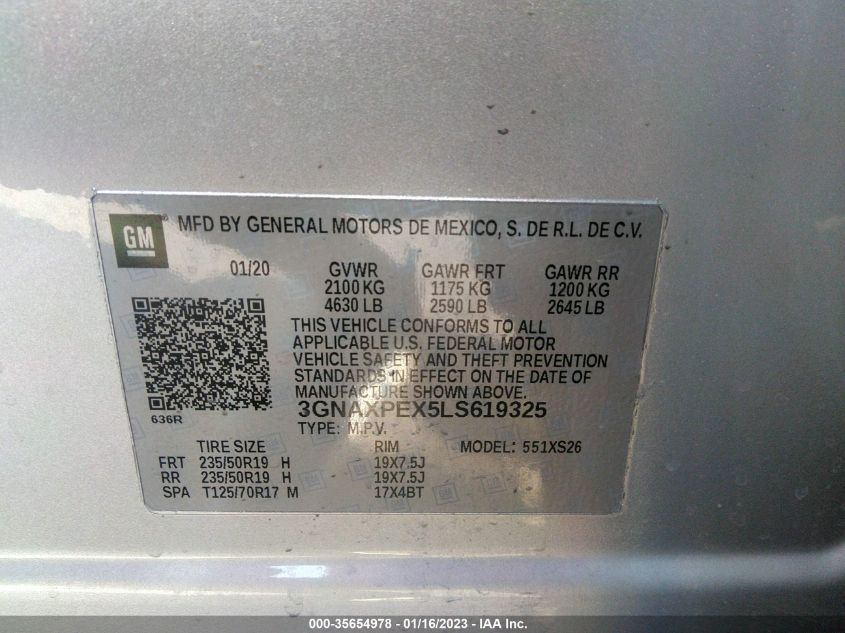 GM
® MFD BY GENERAL MOTORS DE MEXICO, S. DE R.L. DE C.V.
01/20 GVWR GAWR FRT GAWR RR
2100 KG 1175 KG 1200 KG
4630 LB 2590 LB 2645 LB
THIS VEHICLE CONFORMS TO ALL
APPLICABLE U.S. FEDERAL MOTOR
VEHICLE SAFETY AND THEFT PREVENTION
STANDARDS IN EFFECT ON THE DATE OF
MANUFACTURE SHOWN ABOVE.
636R 3GNAXPEX5LS619325
TYPE: M.P.V.
TIRE SIZE RIM MODEL: 551XS26
FRT 235/50R19 H 19X7.5J
RR 235/50R19 H 19X7.5J
SPA T125/70R17 M 17X4BT
000-35654978 - 01/16/2023 - IAA Inc.